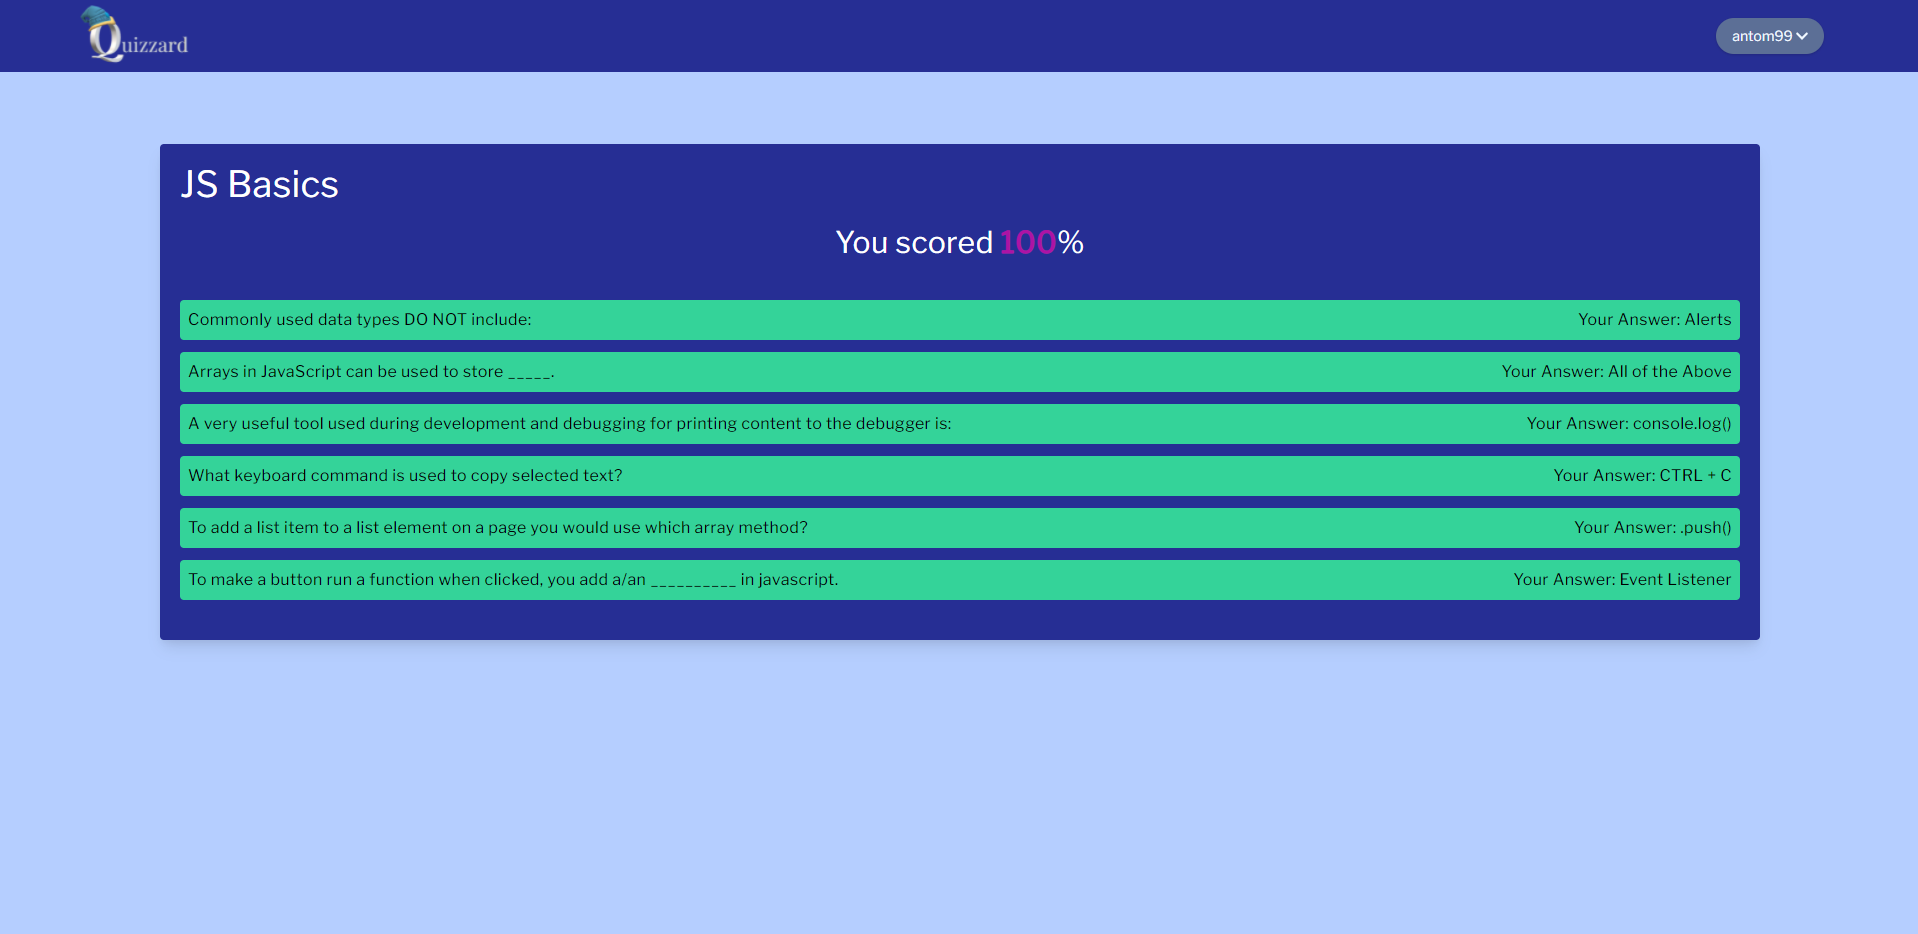 Quizzard
antom99
JS Basics
You scored 100%
Commonly used data types DO NOT include: Your Answer: Alerts
Arrays in JavaScript can be used to store _____. Your Answer: All of the Above
A very useful tool used during development and debugging for printing content to the debugger is: Your Answer: console.log()
What keyboard command is used to copy selected text? Your Answer: CTRL + C
To add a list item to a list element on a page you would use which array method? Your Answer: .push()
To make a button run a function when clicked, you add a/an __________ in javascript. Your Answer: Event Listener